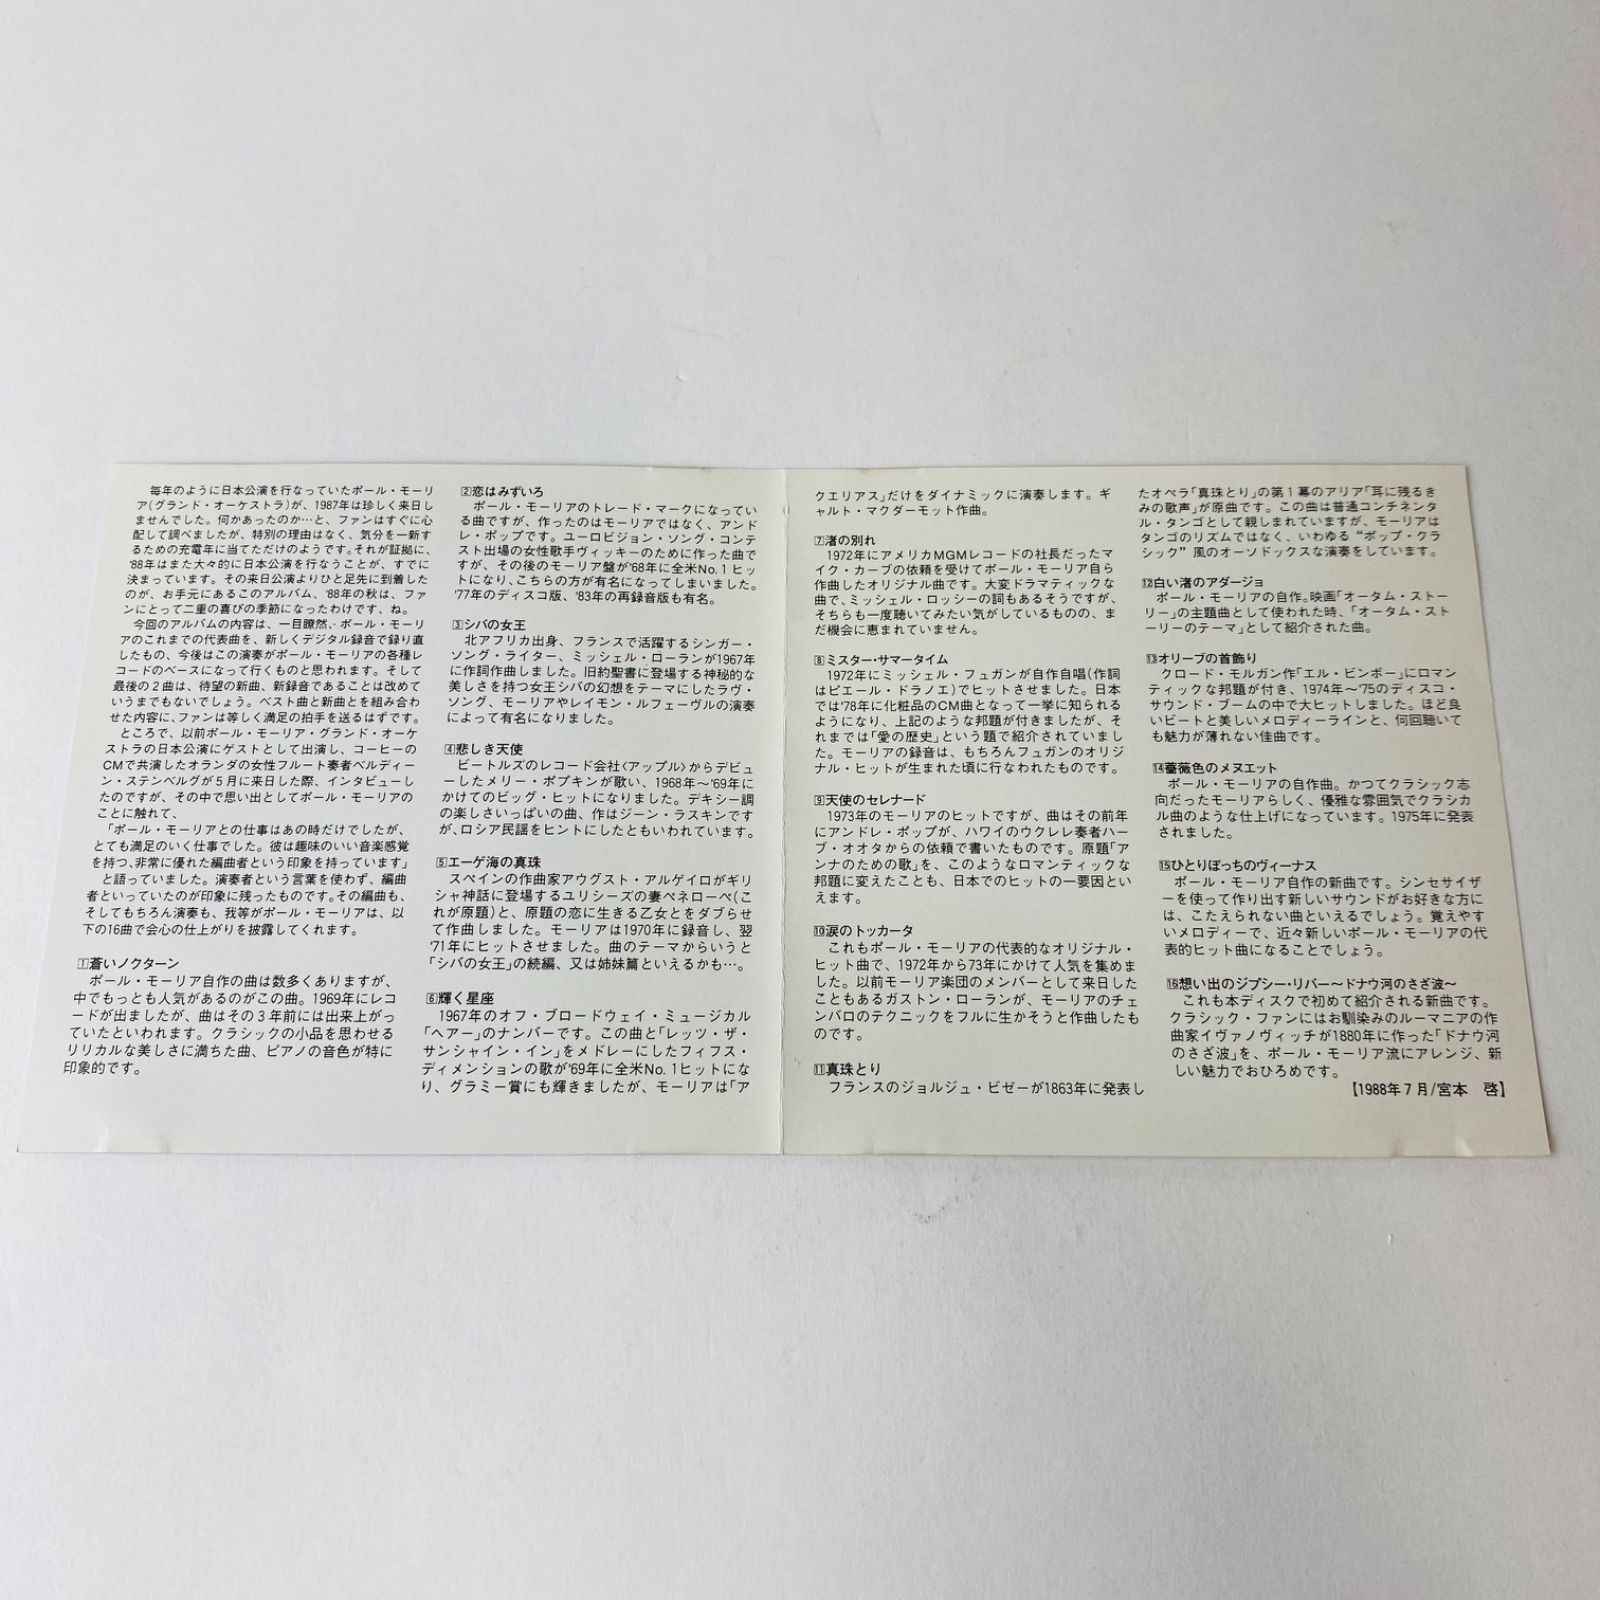 毎年のように日本公演を行なっていたポール・モーリ
ア(グランド・オーケストラ)が、1987年は珍しく来日し
ませんでした。何かあったのか…と、ファンはすぐに心
配して調べましたが、特別の理由はなく、気分を一新す
るための充電年に当てただけのようです。それが証拠に、
'88年はまた大々的に日本公演を行なうことが、すでに
決まっています。その来日公演よりひと足先に到着した
のが、お手元にあるこのアルバム、'88年の秋は、ファ
ンにとって二重の喜びの季節になったわけです、ね。
今回のアルバムの内容は、一目瞭然、ポール・モーリ
アのこれまでの代表曲を、新しくデジタル録音で録り直
したもの、今後はこの演奏がポール・モーリアの各種レ
コードのベースになって行くものと思われます。そして
最後の2曲は、待望の新曲、新録音であることは改めて
いうまでもないでしょう。ベスト曲と新曲とを組み合わ
せた内容に、ファンは等しく満足の拍手を送るはずです。
ところで、以前ポール・モーリア・グランド・オーケ
ストラの日本公演にゲストとして出演し、コーヒーの
CMで共演したオランダの女性フルート奏者ベルディー
ン・ステンベルグが5月に来日した際、インタビューし
たのですが、その中で思い出としてポール・モーリアの
ことに触れて、
「ポール・モーリアとの仕事はあの時だけでしたが、
とても満足のいく仕事でした。彼は趣味のいい音楽感覚
を持つ、非常に優れた編曲者という印象を持っています」
と語っていました。演奏者という言葉を使わず、編曲
者といっていたのが印象に残ったものです。その編曲も、
そしてもちろん演奏も、我等がポール・モーリアは、以
下の16曲で会心の仕上がりを披露してくれます。
1蒼いノクターン
ポール・モーリア自作の曲は数多くありますが、
中でもっとも人気があるのがこの曲。1969年にレコ
ードが出ましたが、曲はその3年前には出来上がっ
ていたといわれます。クラシックの小品を思わせる
リリカルな美しさに満ちた曲、ピアノの音色が特に
印象的です。
2恋はみずいろ
ポール・モーリアのトレード・マークになってい
る曲ですが、作ったのはモーリアではなく、アンド
レ・ポップです。ユーロビジョン・ソング・コンテ
スト出場の女性歌手ヴィッキーのために作った曲で
すが、その後のモーリア盤が'68年に全米No.1ヒッ
トになり、こちらの方が有名になってしまいました。
'77年のディスコ版、'83年の再録音版も有名。
3シバの女王
北アフリカ出身、フランスで活躍するシンガー・
ソング・ライター、ミッシェル・ローランが1967年
に作詞作曲しました。旧約聖書に登場する神秘的な
美しさを持つ女王シバの幻想をテーマにしたラヴ・
ソング、モーリアやレイモン・ルフェーヴルの演奏
によって有名になりました。
4悲しき天使
ビートルズのレコード会社〈アップル〉からデビュ
ーしたメリー・ポプキンが歌い、1968年〜'69年に
かけてのビッグ・ヒットになりました。デキシー調
の楽しさいっぱいの曲、作はジーン・ラスキンです
が、ロシア民謡をヒントにしたともいわれています。
5エーゲ海の真珠
スペインの作曲家アウグスト・アルゲイロがギリ
シャ神話に登場するユリシーズの妻ペネローペ(こ
れが原題)と、原題の恋に生きる乙女とをダブらせ
て作曲しました。モーリアは1970年に録音し、翌
'71年にヒットさせました。曲のテーマからいうと
「シバの女王」の続編、又は姉妹篇といえるかも…。
6輝く星座
1967年のオフ・ブロードウェイ・ミュージカル
「ヘアー」のナンバーです。この曲と「レッツ・ザ・
サンシャイン・イン」をメドレーにしたフィフス・
ディメンションの歌が'69年に全米No.1ヒットにな
り、グラミー賞にも輝きましたが、モーリアは「ア
クエリアス」だけをダイナミックに演奏します。ギ
ャルト・マクダーモット作曲。
7渚の別れ
1972年にアメリカMGMレコードの社長だったマ
イク・カーブの依頼を受けてポール・モーリア自ら
作曲したオリジナル曲です。大変ドラマティックな
曲で、ミッシェル・ロッシーの詞もあるそうですが、
そちらも一度聴いてみたい気がしているものの、ま
だ機会に恵まれていません。
8ミスター・サマータイム
1972年にミッシェル・フュガンが自作自唱(作詞
はピエール・ドラノエ)でヒットさせました。日本
では'78年に化粧品のCM曲となって一挙に知られる
ようになり、上記のような邦題が付きましたが、そ
れまでは「愛の歴史」という題で紹介されていまし
た。モーリアの録音は、もちろんフュガンのオリジ
ナル・ヒットが生まれた頃に行なわれたものです。
9天使のセレナード
1973年のモーリアのヒットですが、曲はその前年
にアンドレ・ポップが、ハワイのウクレレ奏者ハー
ブ・オオタからの依頼で書いたものです。原題「ア
ンナのための歌」を、このようなロマンティックな
邦題に変えたことも、日本でのヒットの一要因とい
えます。
10涙のトッカータ
これもポール・モーリアの代表的なオリジナル・
ヒット曲で、1972年から73年にかけて人気を集めま
した。以前モーリア楽団のメンバーとして来日した
こともあるガストン・ローランが、モーリアのチェ
ンバロのテクニックをフルに生かそうと作曲したも
のです。
11真珠とり
フランスのジョルジュ・ビゼーが1863年に発表し
たオペラ「真珠とり」の第1幕のアリア「耳に残るき
みの歌声」が原曲です。この曲は普通コンチネンタ
ル・タンゴとして親しまれていますが、モーリアは
タンゴのリズムではなく、いわゆる“ポップ・クラ
シック”風のオーソドックスな演奏をしています。
12白い渚のアダージョ
ポール・モーリアの自作。映画「オータム・ストー
リー」の主題曲として使われた時、「オータム・スト
ーリーのテーマ」として紹介された曲。
13オリーブの首飾り
クロード・モルガン作「エル・ビンボー」にロマン
ティックな邦題が付き、1974年〜'75のディスコ・
サウンド・ブームの中で大ヒットしました。ほど良
いビートと美しいメロディーラインと、何回聴いて
も魅力が薄れない佳曲です。
14薔薇色のメヌエット
ポール・モーリアの自作曲。かつてクラシック志
向だったモーリアらしく、優雅な雰囲気でクラシカ
ル曲のような仕上げになっています。1975年に発表
されました。
15ひとりぼっちのヴィーナス
ポール・モーリア自作の新曲です。シンセサイザ
ーを使って作り出す新しいサウンドがお好きな方に
は、こたえられない曲といえるでしょう。覚えやす
いメロディーで、近々新しいポール・モーリアの代
表的ヒット曲になることでしょう。
16想い出のジプシー・リバー〜ドナウ河のさざ波〜
これも本ディスクで初めて紹介される新曲です。
クラシック・ファンにはお馴染みのルーマニアの作
曲家イヴァノヴィッチが1880年に作った「ドナウ河
のさざ波」を、ポール・モーリア流にアレンジ、新
しい魅力でおひろめです。
【1988年7月/宮本 啓】